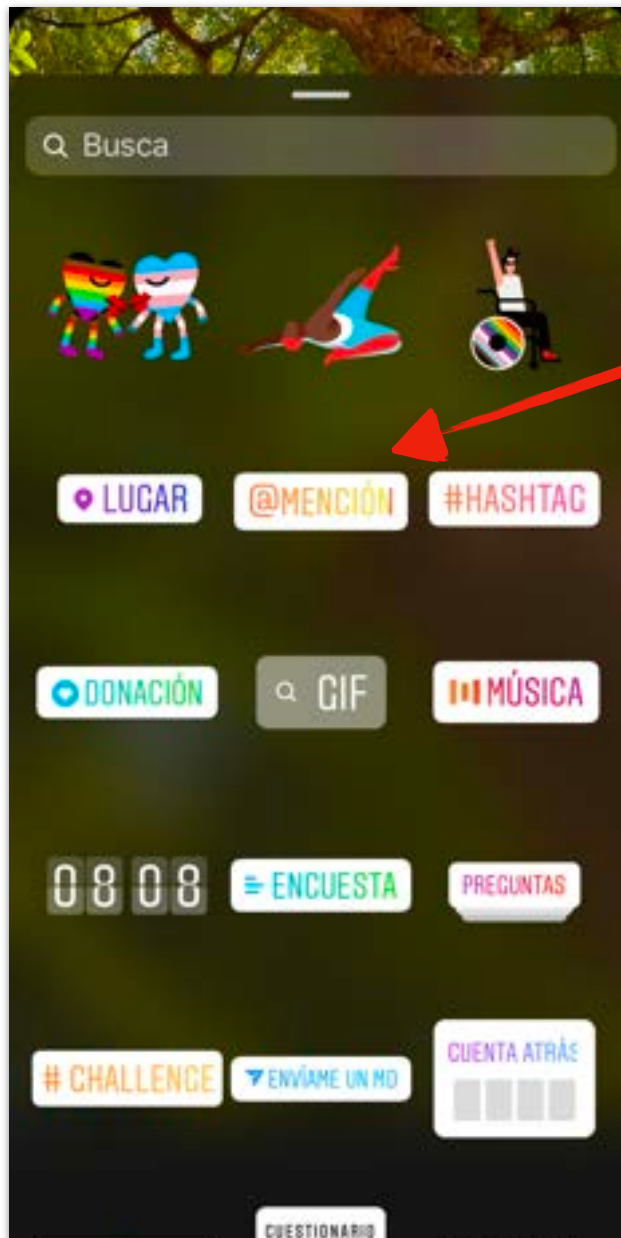 Busca
LUGAR
@MENCIÓN
#HASHTAG
DONACIÓN
GIF
MÚSICA
08 08
ENCUESTA
PREGUNTAS
# CHALLENGE
ENVÍAME UN MD
CUENTA ATRÁS
CUESTIONARIO